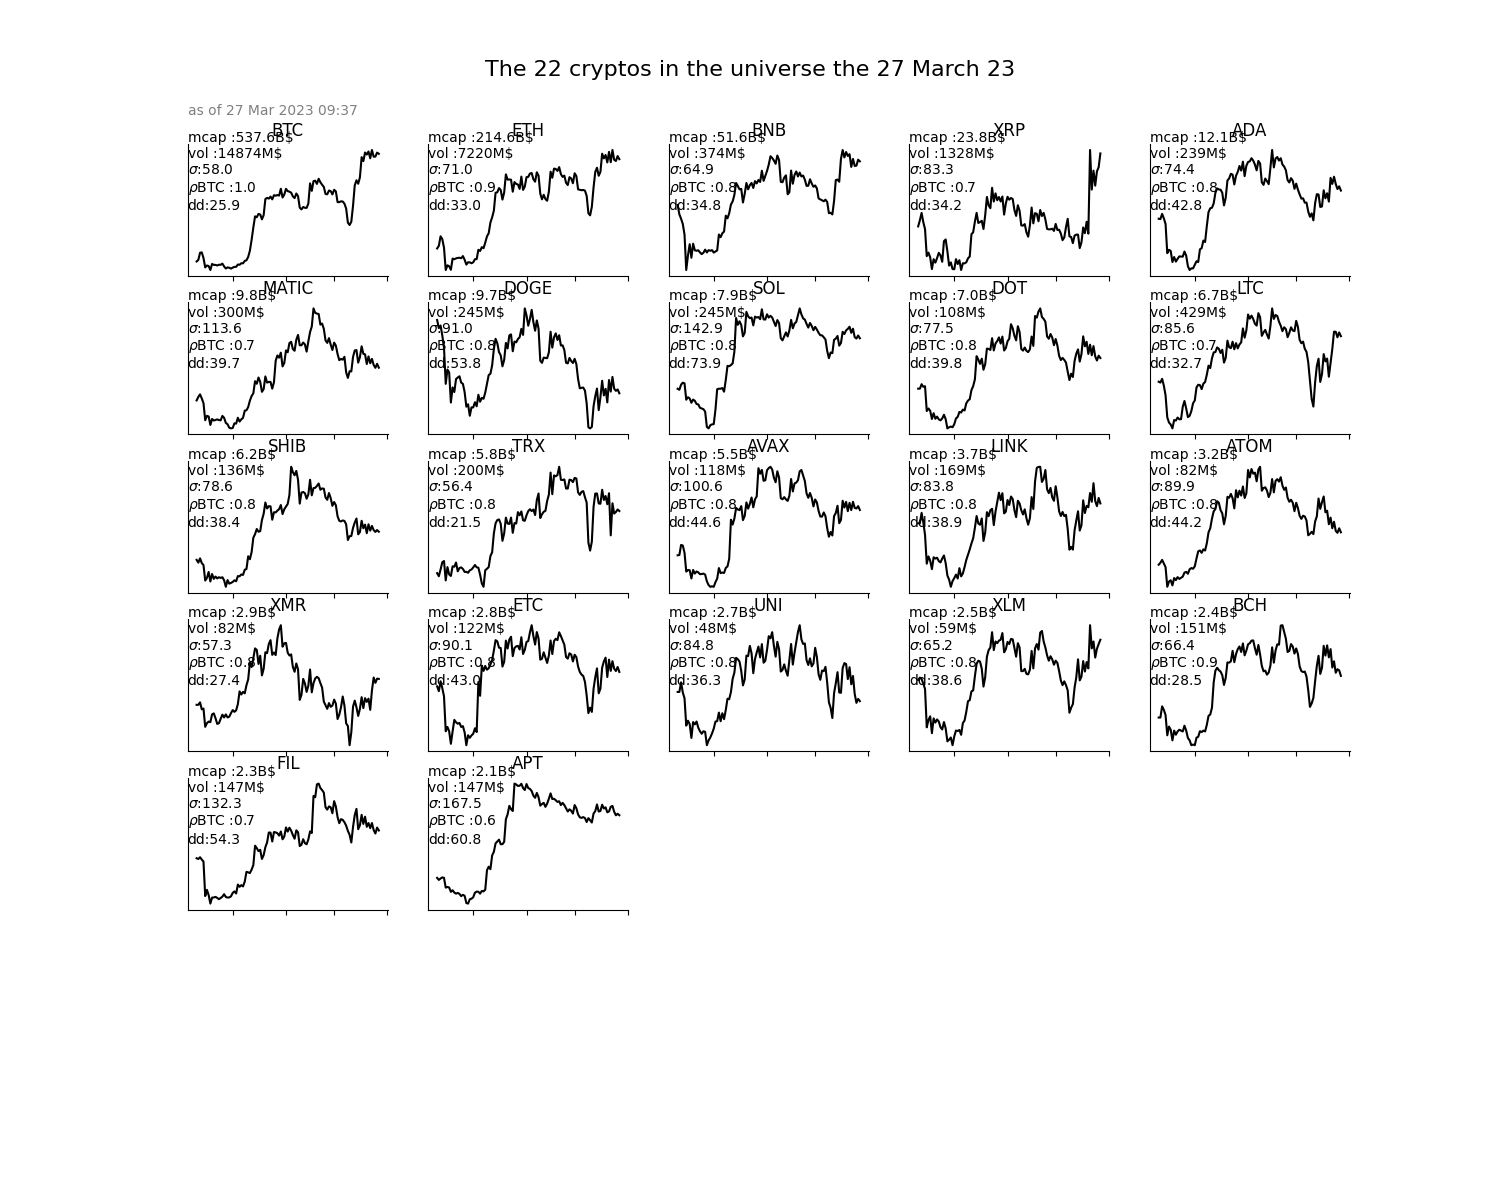 The 22 cryptos in the universe the 27 March 23
as of 27 Mar 2023 09:37
BTC
mcap :537.6B$
vol :14874M$
σ:58.0
ρBTC :1.0
dd:25.9
ETH
mcap :214.6B$
vol :7220M$
σ:71.0
ρBTC :0.9
dd:33.0
BNB
mcap :51.6B$
vol :374M$
σ:64.9
ρBTC :0.8
dd:34.8
XRP
mcap :23.8B$
vol :1328M$
σ:83.3
ρBTC :0.7
dd:34.2
ADA
mcap :12.1B$
vol :239M$
σ:74.4
ρBTC :0.8
dd:42.8
MATIC
mcap :9.8B$
vol :300M$
σ:113.6
ρBTC :0.7
dd:39.7
DOGE
mcap :9.7B$
vol :245M$
σ:91.0
ρBTC :0.8
dd:53.8
SOL
mcap :7.9B$
vol :245M$
σ:142.9
ρBTC :0.8
dd:73.9
DOT
mcap :7.0B$
vol :108M$
σ:77.5
ρBTC :0.8
dd:39.8
LTC
mcap :6.7B$
vol :429M$
σ:85.6
ρBTC :0.7
dd:32.7
SHIB
mcap :6.2B$
vol :136M$
σ:78.6
ρBTC :0.8
dd:38.4
TRX
mcap :5.8B$
vol :200M$
σ:56.4
ρBTC :0.8
dd:21.5
AVAX
mcap :5.5B$
vol :118M$
σ:100.6
ρBTC :0.8
dd:44.6
LINK
mcap :3.7B$
vol :169M$
σ:83.8
ρBTC :0.8
dd:38.9
ATOM
mcap :3.2B$
vol :82M$
σ:89.9
ρBTC :0.8
dd:44.2
XMR
mcap :2.9B$
vol :82M$
σ:57.3
ρBTC :0.8
dd:27.4
ETC
mcap :2.8B$
vol :122M$
σ:90.1
ρBTC :0.8
dd:43.0
UNI
mcap :2.7B$
vol :48M$
σ:84.8
ρBTC :0.8
dd:36.3
XLM
mcap :2.5B$
vol :59M$
σ:65.2
ρBTC :0.8
dd:38.6
BCH
mcap :2.4B$
vol :151M$
σ:66.4
ρBTC :0.9
dd:28.5
FIL
mcap :2.3B$
vol :147M$
σ:132.3
ρBTC :0.7
dd:54.3
APT
mcap :2.1B$
vol :147M$
σ:167.5
ρBTC :0.6
dd:60.8